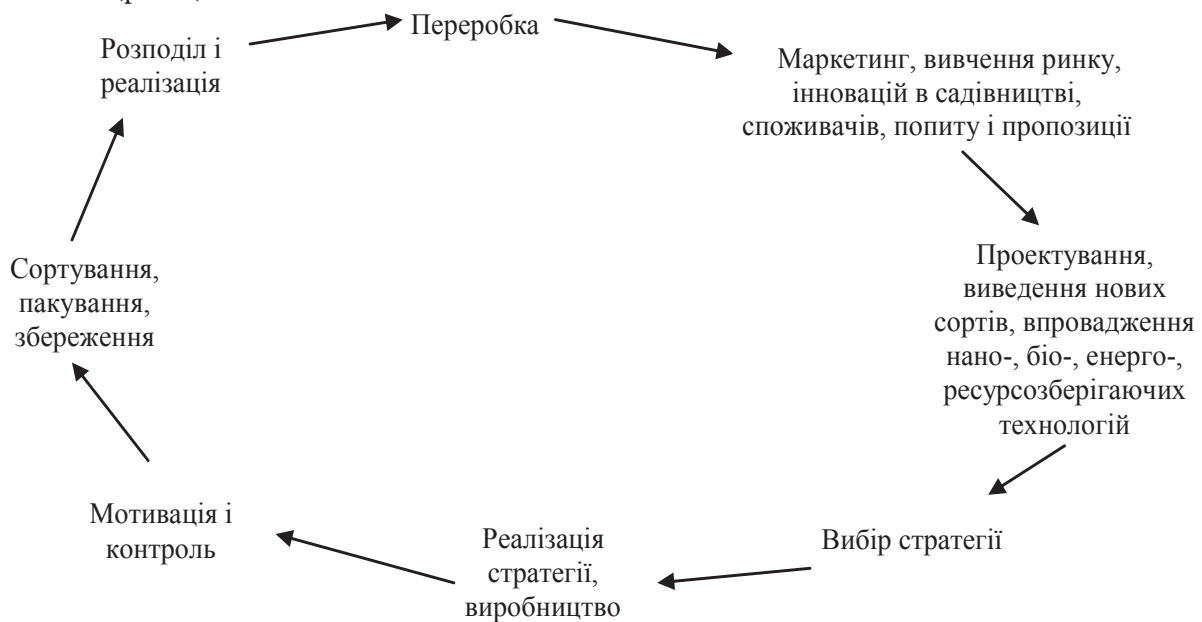 Переробка
Маркетинг, вивчення ринку,
інновацій в садівництві,
споживачів, попиту і пропозиції
Проектування,
виведення нових
сортів, впровадження
нано-, біо-, енерго-,
ресурсозберігаючих
технологій
Вибір стратегії
Реалізація
стратегії,
виробництво
Мотивація і
контроль
Сортування,
пакування,
збереження
Розподіл і
реалізація